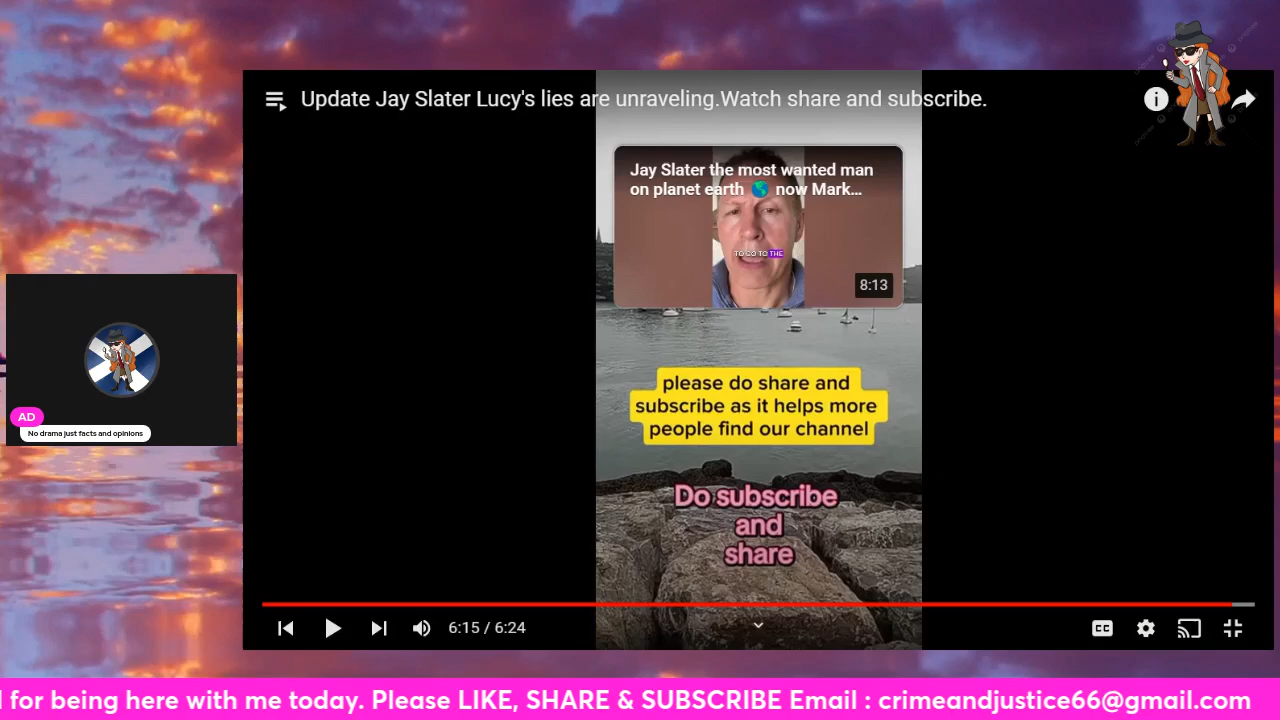 Update Jay Slater Lucy's lies are unraveling.Watch share and subscribe.
Jay Slater the most wanted man
on planet earth 🌎 now Mark...
TO GO TO THE
8:13
please do share and
subscribe as it helps more
people find our channel
Do subscribe
and
share
AD
No drama just facts and opinions
6:15 / 6:24
CC
for being here with me today. Please LIKE, SHARE & SUBSCRIBE Email : crimeandjustice66@gmail.com